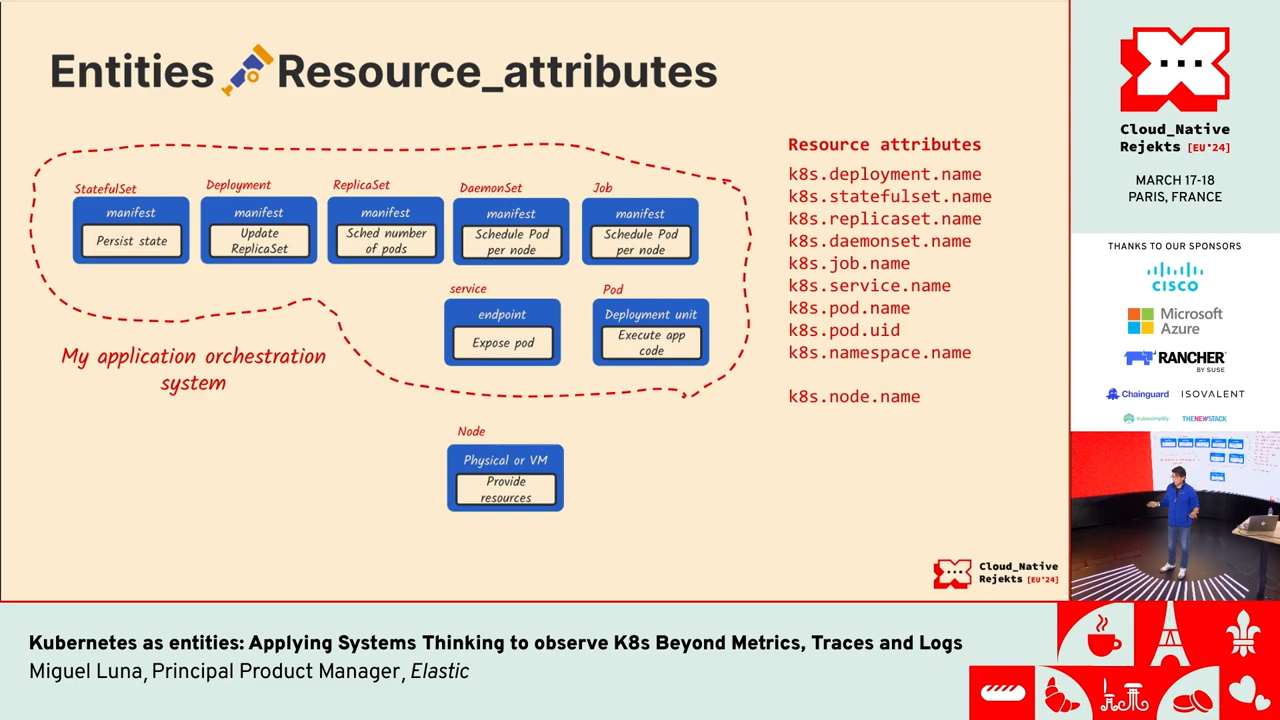 Entities Resource_attributes
StatefulSet
manifest
Persist state
Deployment
manifest
Update
ReplicaSet
ReplicaSet
manifest
Sched number
of pods
DaemonSet
manifest
Schedule Pod
per node
Job
manifest
Schedule Pod
per node
service
endpoint
Expose pod
Pod
Deployment unit
Execute app
code
My application orchestration
system
Node
Physical or VM
Provide
resources
Resource attributes
k8s.deployment.name
k8s.statefulset.name
k8s.replicaset.name
k8s.daemonset.name
k8s.job.name
k8s.service.name
k8s.pod.name
k8s.pod.uid
k8s.namespace.name
k8s.node.name
Cloud_Native
Rejekts [EU'24]
Cloud_Native
Rejekts [EU'24]
MARCH 17-18
PARIS, FRANCE
THANKS TO OUR SPONSORS
CISCO
Microsoft
Azure
RANCHER
BY SUSE
Chainguard
ISOVALENT
Kubesimplify
THENEWSTACK
Kubernetes as entities: Applying Systems Thinking to observe K8s Beyond Metrics, Traces and Logs
Miguel Luna, Principal Product Manager, Elastic